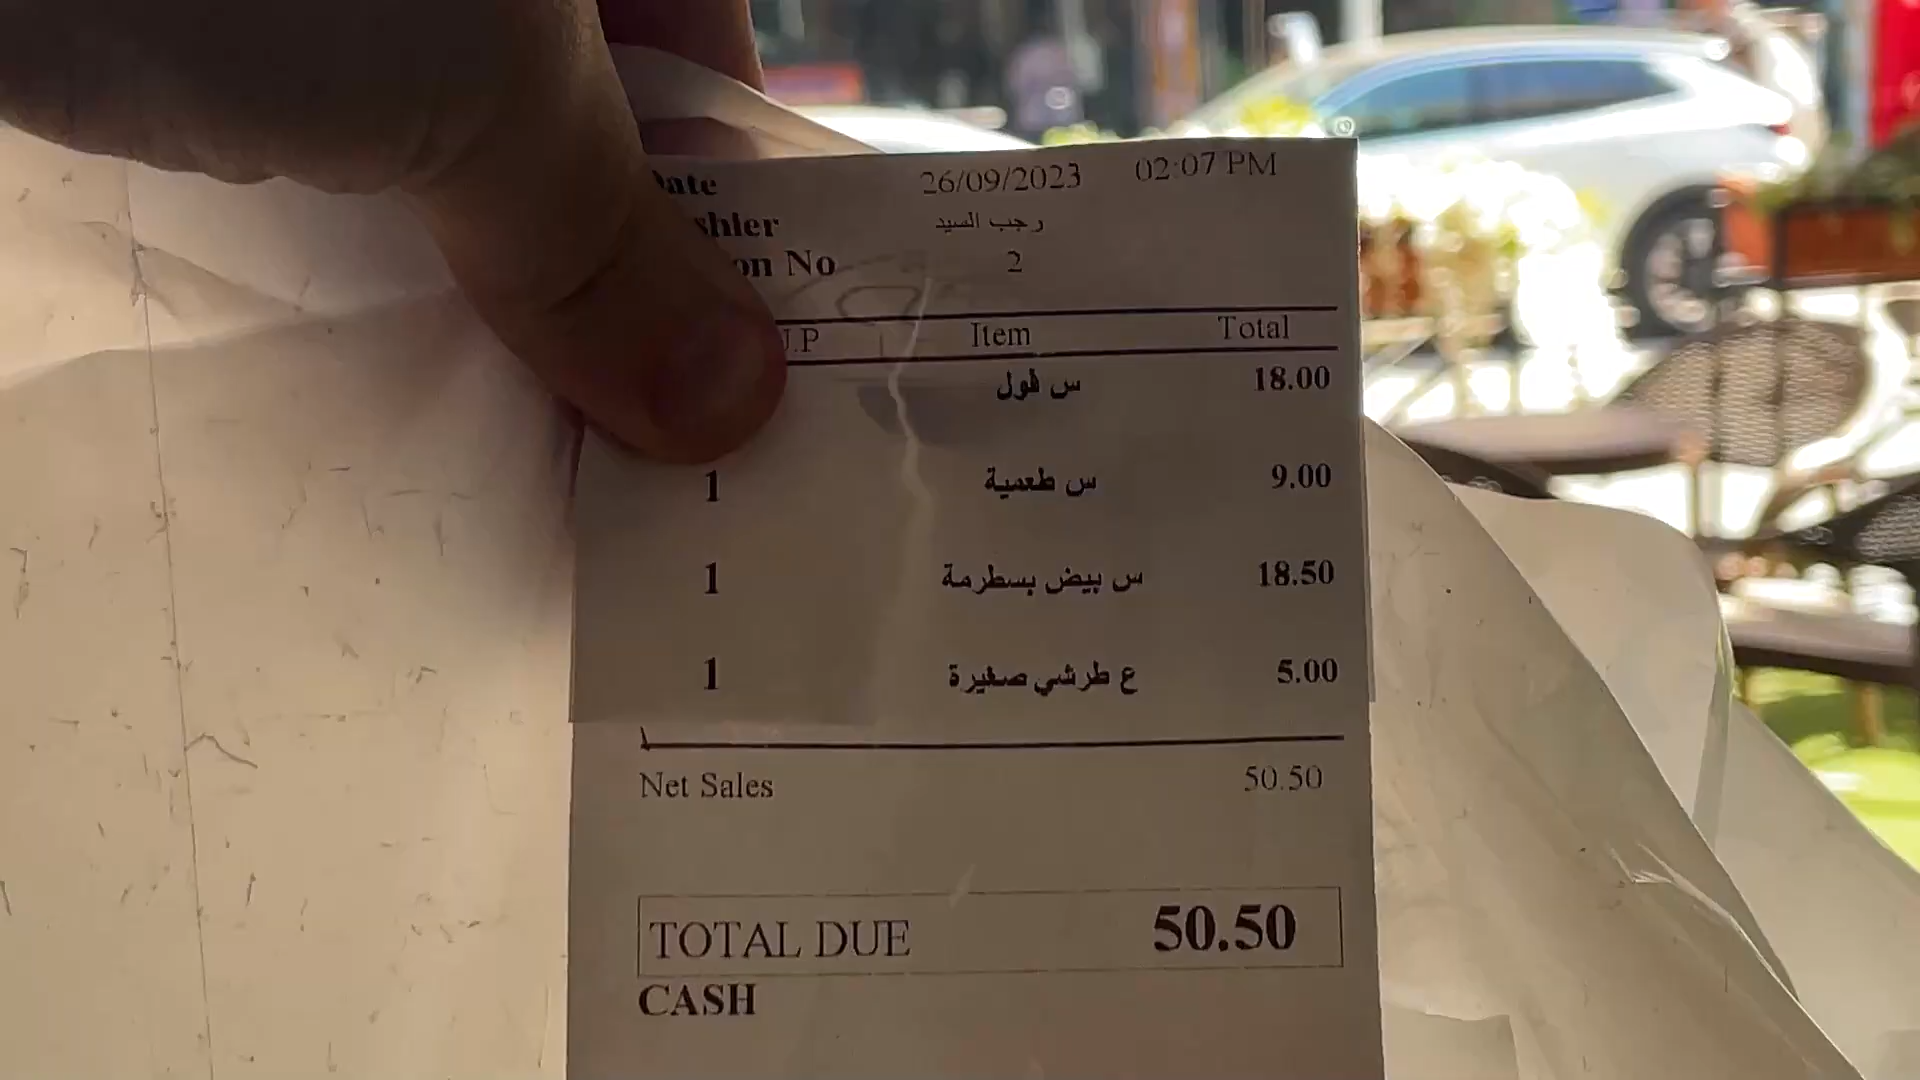 Date 26/09/2023 02:07 PM
shier رجب السيد
on No 2
U.P Item Total
س فول 18.00
1 س طعمية 9.00
1 س بيض بسطرمة 18.50
1 ع طرشي صغيرة 5.00
Net Sales 50.50
TOTAL DUE 50.50
CASH